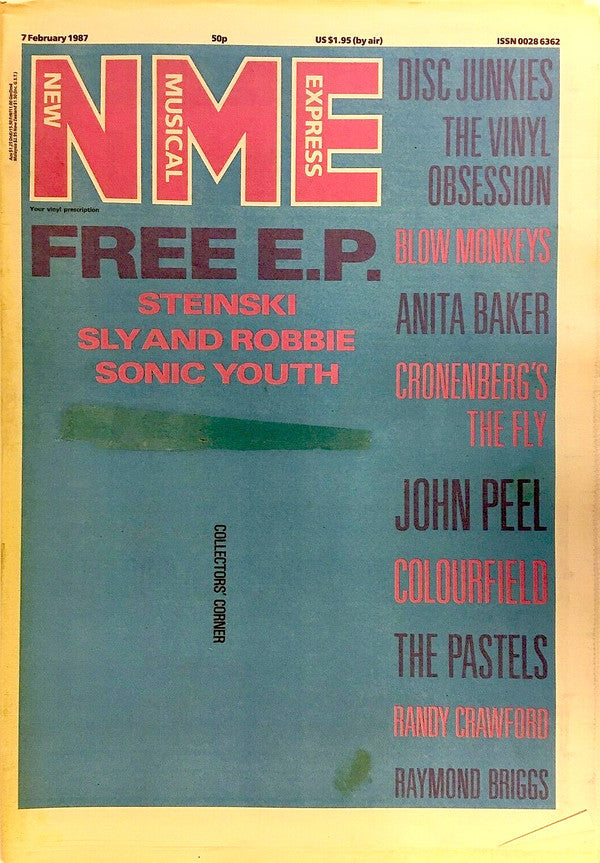 7 February 1987 50p US $1.95 (by air) ISSN 0028 6362
NME
NEW
MUSICAL
EXPRESS
Your vinyl prescription
FREE E.P.
STEINSKI
SLY AND ROBBIE
SONIC YOUTH
COLLECTORS' CORNER
DISC JUNKIES
THE VINYL
OBSESSION
BLOW MONKEYS
ANITA BAKER
CRONENBERG'S
THE FLY
JOHN PEEL
COLOURFIELD
THE PASTELS
RANDY CRAWFORD
RAYMOND BRIGGS